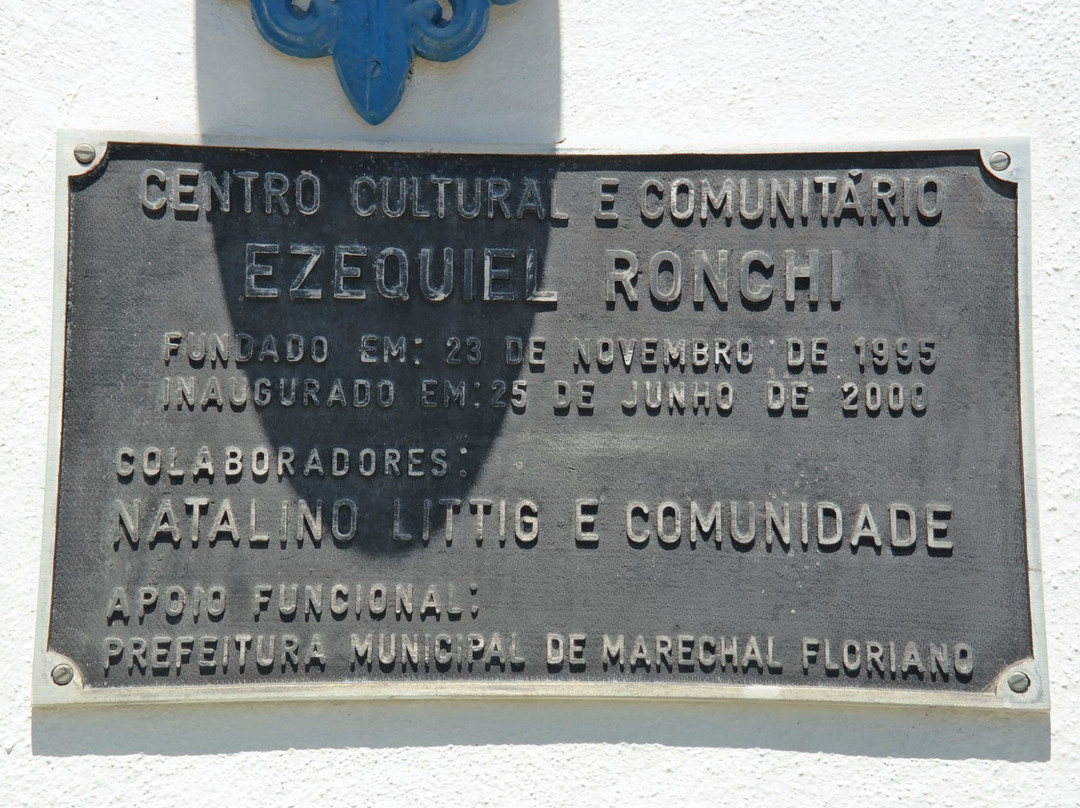 CENTRO CULTURAL E COMUNITÁRIO
EZEQUIEL RONCHI
FUNDADO EM: 23 DE NOVEMBRO DE 1995
INAUGURADO EM: 25 DE JUNHO DE 2000
COLABORADORES:
NATALINO LITTIG E COMUNIDADE
APOIO FUNCIONAL:
PREFEITURA MUNICIPAL DE MARECHAL FLORIANO